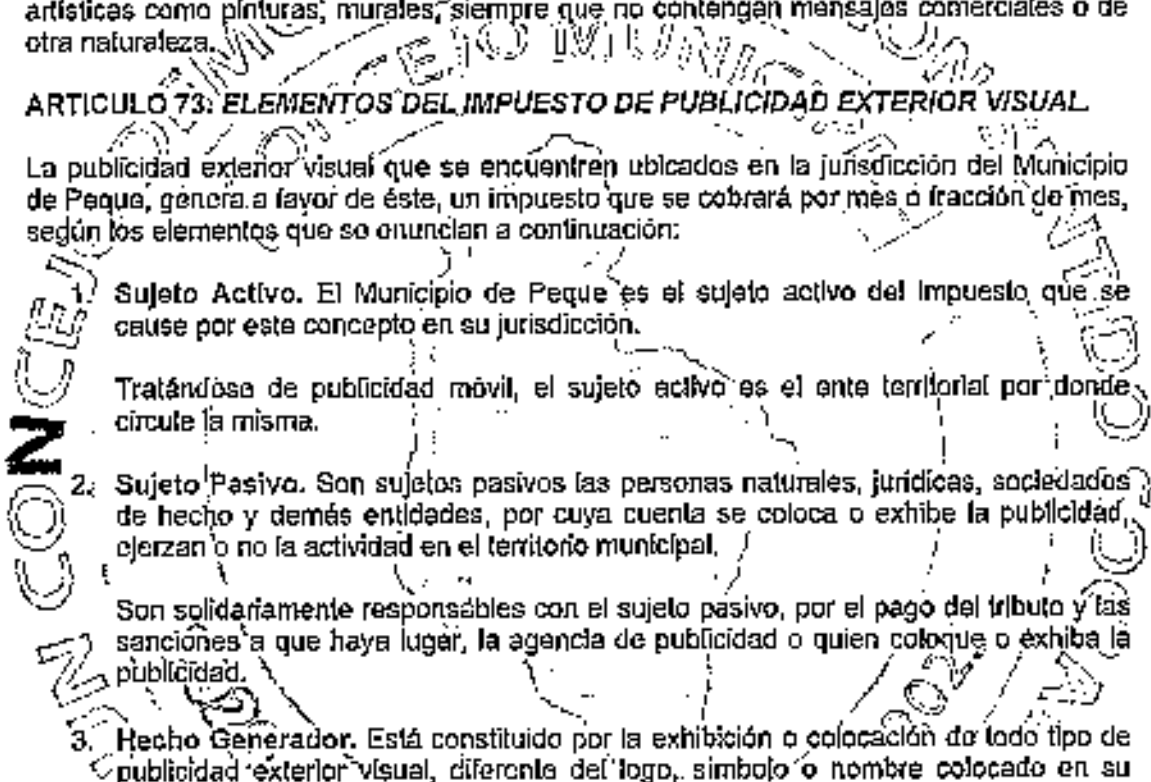 artísticas como pinturas, murales, siempre que no contengan mensajes comerciales o de
otra naturaleza.
ARTICULO 73: ELEMENTOS DEL IMPUESTO DE PUBLICIDAD EXTERIOR VISUAL
La publicidad exterior visual que se encuentren ubicados en la jurisdicción del Municipio
de Peque, genera a favor de éste, un impuesto que se cobrará por mes o fracción de mes,
según los elementos que se enuncian a continuación:
1. Sujeto Activo. El Municipio de Peque es el sujeto activo del Impuesto que se
cause por este concepto en su jurisdicción.
Tratándose de publicidad móvil, el sujeto activo es el ente territorial por donde
circule la misma.
2. Sujeto Pasivo. Son sujetos pasivos las personas naturales, jurídicas, sociedades
de hecho y demás entidades, por cuya cuenta se coloca o exhibe la publicidad,
ejerzan o no la actividad en el territorio municipal.
Son solidariamente responsables con el sujeto pasivo, por el pago del tributo y las
sanciones a que haya lugar, la agencia de publicidad o quien coloque o exhiba la
publicidad.
3. Hecho Generador. Está constituido por la exhibición o colocación de todo tipo de
publicidad exterior visual, diferente del logo, símbolo o nombre colocado en su